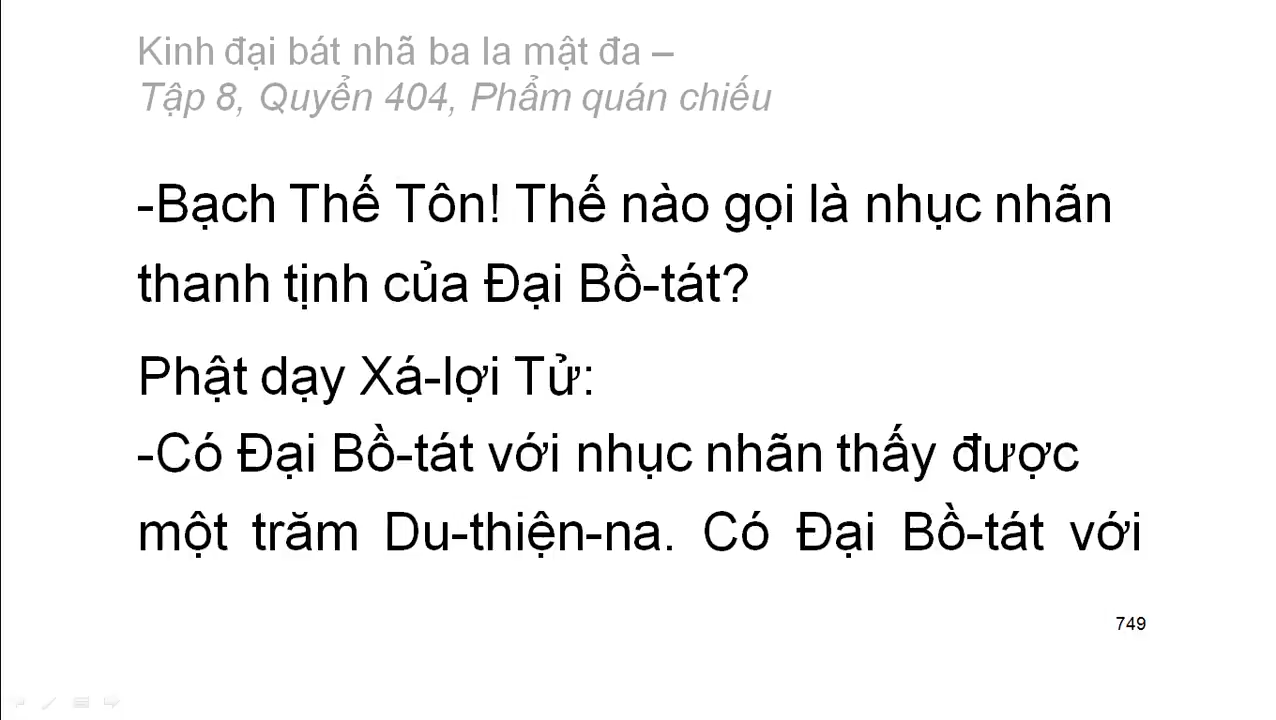 Kinh đại bát nhã ba la mật đa –
Tập 8, Quyển 404, Phẩm quán chiếu
-Bạch Thế Tôn! Thế nào gọi là nhục nhãn
thanh tịnh của Đại Bồ-tát?
Phật dạy Xá-lợi Tử:
-Có Đại Bồ-tát với nhục nhãn thấy được
một trăm Du-thiện-na. Có Đại Bồ-tát với
749